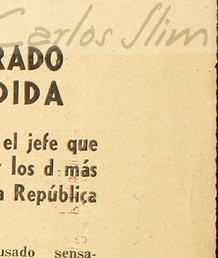 Carlos Slim
RADO
DIDA
el jefe que
los d más
a República
usado sensa-